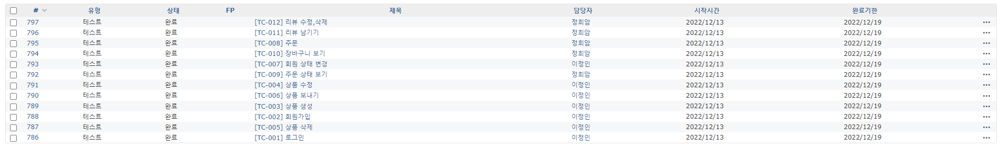 # 유형 상태 FP 제목 담당자 시작시간 완료기한
797 테스트 완료 [TC-012] 리뷰 수정,삭제 정희암 2022/12/13 2022/12/19
796 테스트 완료 [TC-011] 리뷰 남기기 정희암 2022/12/13 2022/12/19
795 테스트 완료 [TC-008] 주문 정희암 2022/12/13 2022/12/19
794 테스트 완료 [TC-010] 장바구니 보기 정희암 2022/12/13 2022/12/19
793 테스트 완료 [TC-007] 회원 상태 변경 이정인 2022/12/13 2022/12/19
792 테스트 완료 [TC-009] 주문 상태 보기 정희암 2022/12/13 2022/12/19
791 테스트 완료 [TC-004] 상품 수정 이정인 2022/12/13 2022/12/19
790 테스트 완료 [TC-006] 상품 보내기 이정인 2022/12/13 2022/12/19
789 테스트 완료 [TC-003] 상품 생성 이정인 2022/12/13 2022/12/19
788 테스트 완료 [TC-002] 회원가입 이정인 2022/12/13 2022/12/19
787 테스트 완료 [TC-005] 상품 삭제 이정인 2022/12/13 2022/12/19
786 테스트 완료 [TC-001] 로그인 이정인 2022/12/13 2022/12/19